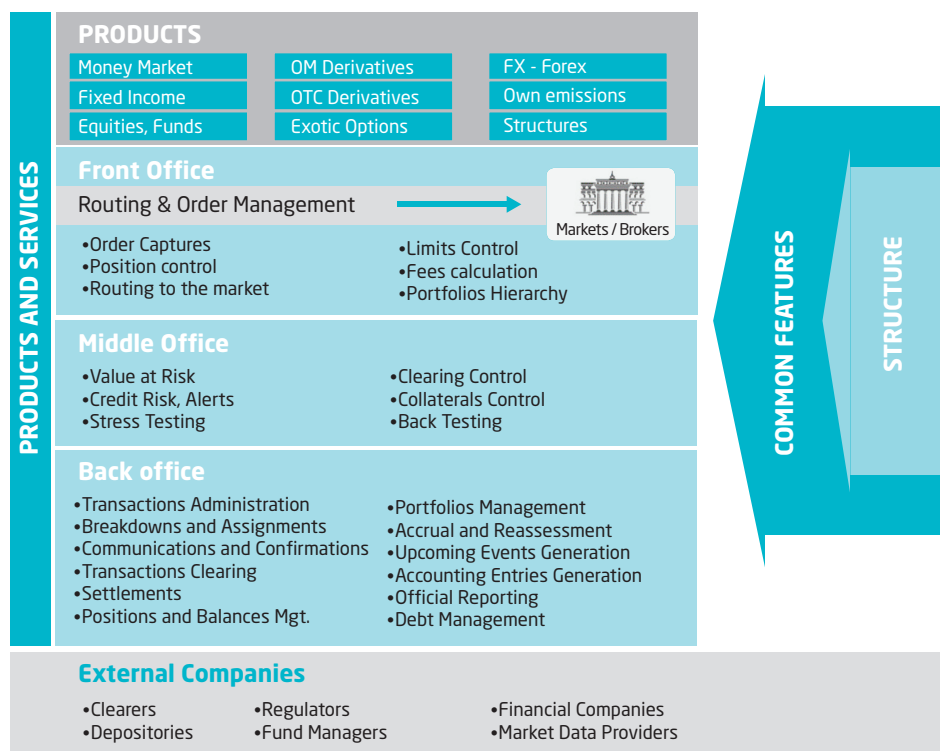 PRODUCTS AND SERVICES
PRODUCTS
Money Market
OM Derivatives
FX - Forex
Fixed Income
OTC Derivatives
Own emissions
Equities, Funds
Exotic Options
Structures
Front Office
Routing & Order Management
Markets / Brokers
•Order Captures
•Position control
•Routing to the market
•Limits Control
•Fees calculation
•Portfolios Hierarchy
Middle Office
•Value at Risk
•Credit Risk, Alerts
•Stress Testing
•Clearing Control
•Collaterals Control
•Back Testing
Back office
•Transactions Administration
•Breakdowns and Assignments
•Communications and Confirmations
•Transactions Clearing
•Settlements
•Positions and Balances Mgt.
•Portfolios Management
•Accrual and Reassessment
•Upcoming Events Generation
•Accounting Entries Generation
•Official Reporting
•Debt Management
COMMON FEATURES
STRUCTURE
External Companies
•Clearers
•Depositories
•Regulators
•Fund Managers
•Financial Companies
•Market Data Providers